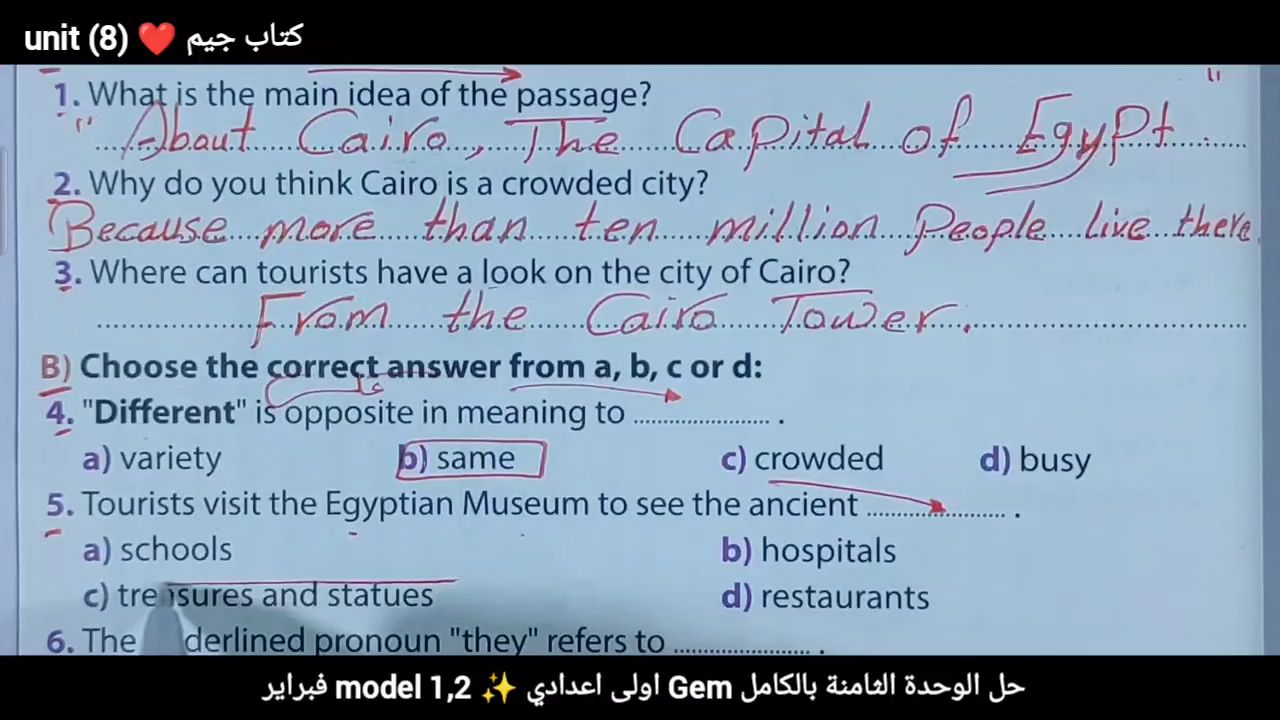 unit (8) ❤️ كتاب جيم
1. What is the main idea of the passage?
About Cairo, The Capital of Egypt.
2. Why do you think Cairo is a crowded city?
Because more than ten million People live there.
3. Where can tourists have a look on the city of Cairo?
From the Cairo Tower.
B) Choose the correct answer from a, b, c or d:
4. "Different" is opposite in meaning to ........................ .
a) variety b) same c) crowded d) busy
5. Tourists visit the Egyptian Museum to see the ancient ........................ .
a) schools b) hospitals
c) treasures and statues d) restaurants
6. The derlined pronoun "they" refers to ........................ .
حل الوحدة الثامنة بالكامل Gem اولى اعدادي ✨ model 1,2 فبراير